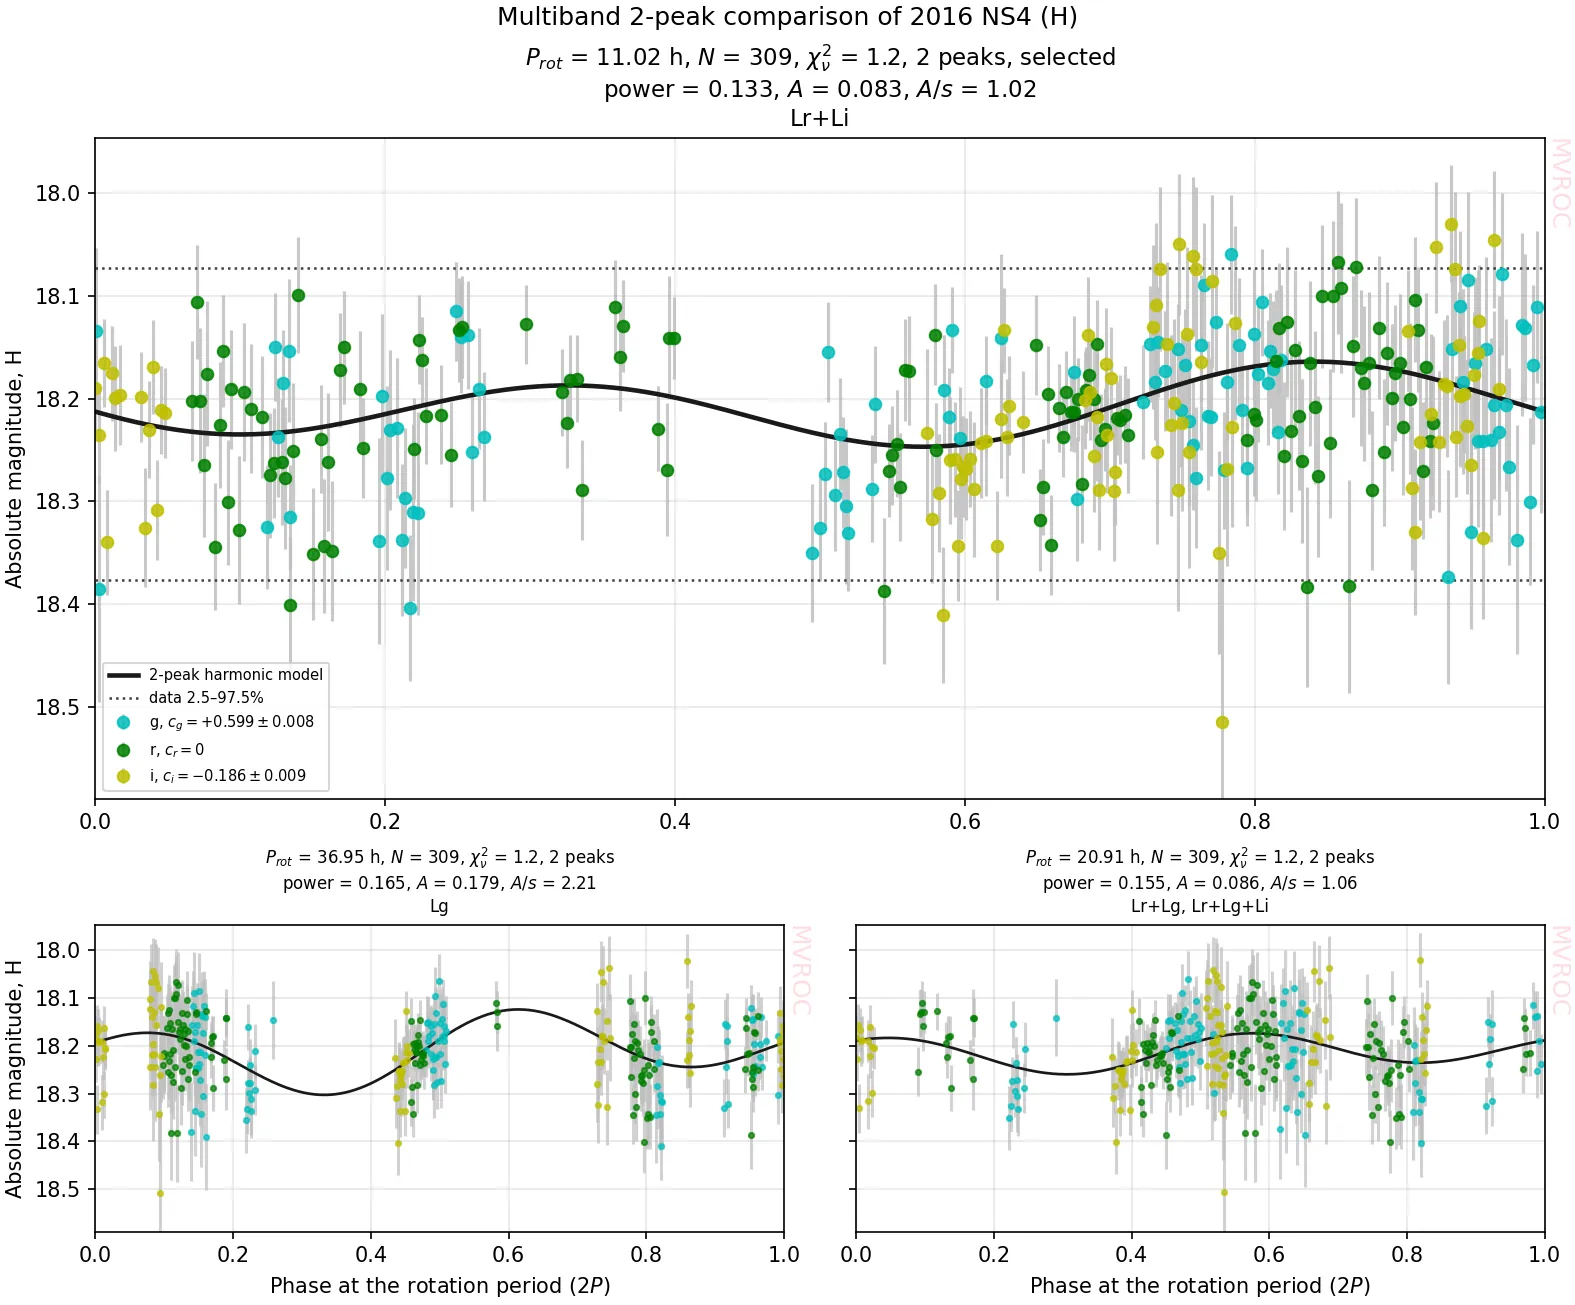 Multiband 2-peak comparison of 2016 NS4 (H)
P_rot = 11.02 h, N = 309, χ²_ν = 1.2, 2 peaks, selected
power = 0.133, A = 0.083, A/s = 1.02
Lr+Li
Absolute magnitude, H
18.0
18.1
18.2
18.3
18.4
18.5
2-peak harmonic model
data 2.5–97.5%
g, c_g = +0.599 ± 0.008
r, c_r = 0
i, c_i = −0.186 ± 0.009
0.0 0.2 0.4 0.6 0.8 1.0
MVROC
P_rot = 36.95 h, N = 309, χ²_ν = 1.2, 2 peaks
power = 0.165, A = 0.179, A/s = 2.21
Lg
Absolute magnitude, H
18.0
18.1
18.2
18.3
18.4
18.5
0.0 0.2 0.4 0.6 0.8 1.0
Phase at the rotation period (2P)
MVROC
P_rot = 20.91 h, N = 309, χ²_ν = 1.2, 2 peaks
power = 0.155, A = 0.086, A/s = 1.06
Lr+Lg, Lr+Lg+Li
0.0 0.2 0.4 0.6 0.8 1.0
Phase at the rotation period (2P)
MVROC